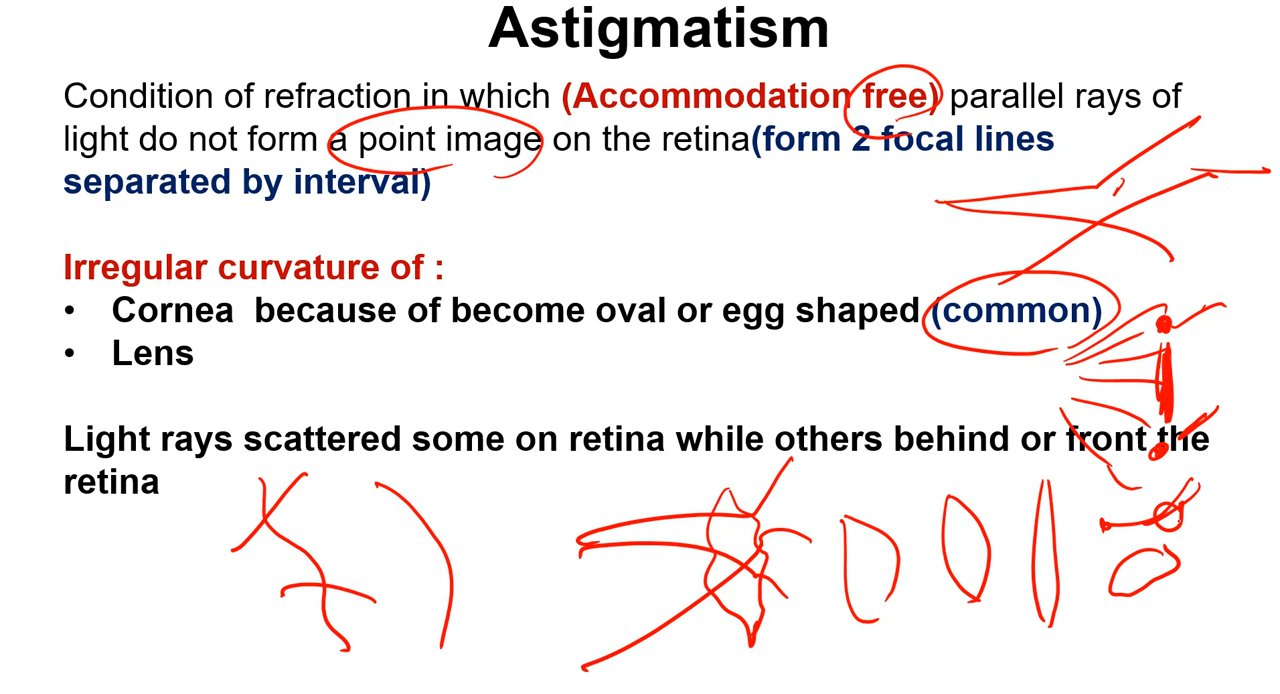 Astigmatism
Condition of refraction in which (Accommodation free) parallel rays of
light do not form a point image on the retina(form 2 focal lines
separated by interval)
Irregular curvature of :
• Cornea because of become oval or egg shaped (common)
• Lens
Light rays scattered some on retina while others behind or front the
retina